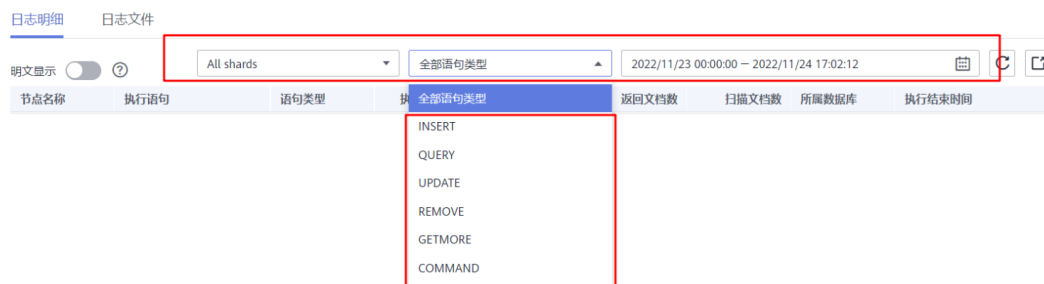 日志明细 日志文件
明文显示 All shards 全部语句类型 2022/11/23 00:00:00 – 2022/11/24 17:02:12
节点名称 执行语句 语句类型 全部语句类型 返回文档数 扫描文档数 所属数据库 执行结束时间
INSERT
QUERY
UPDATE
REMOVE
GETMORE
COMMAND